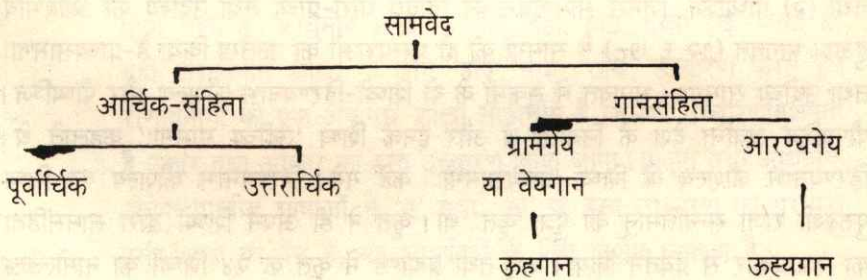 सामवेद
आर्चिक-संहिता गानसंहिता
ग्रामगेय आरण्यगेय
पूर्वार्चिक उत्तरार्चिक या वेयगान
ऊहगान ऊह्यगान